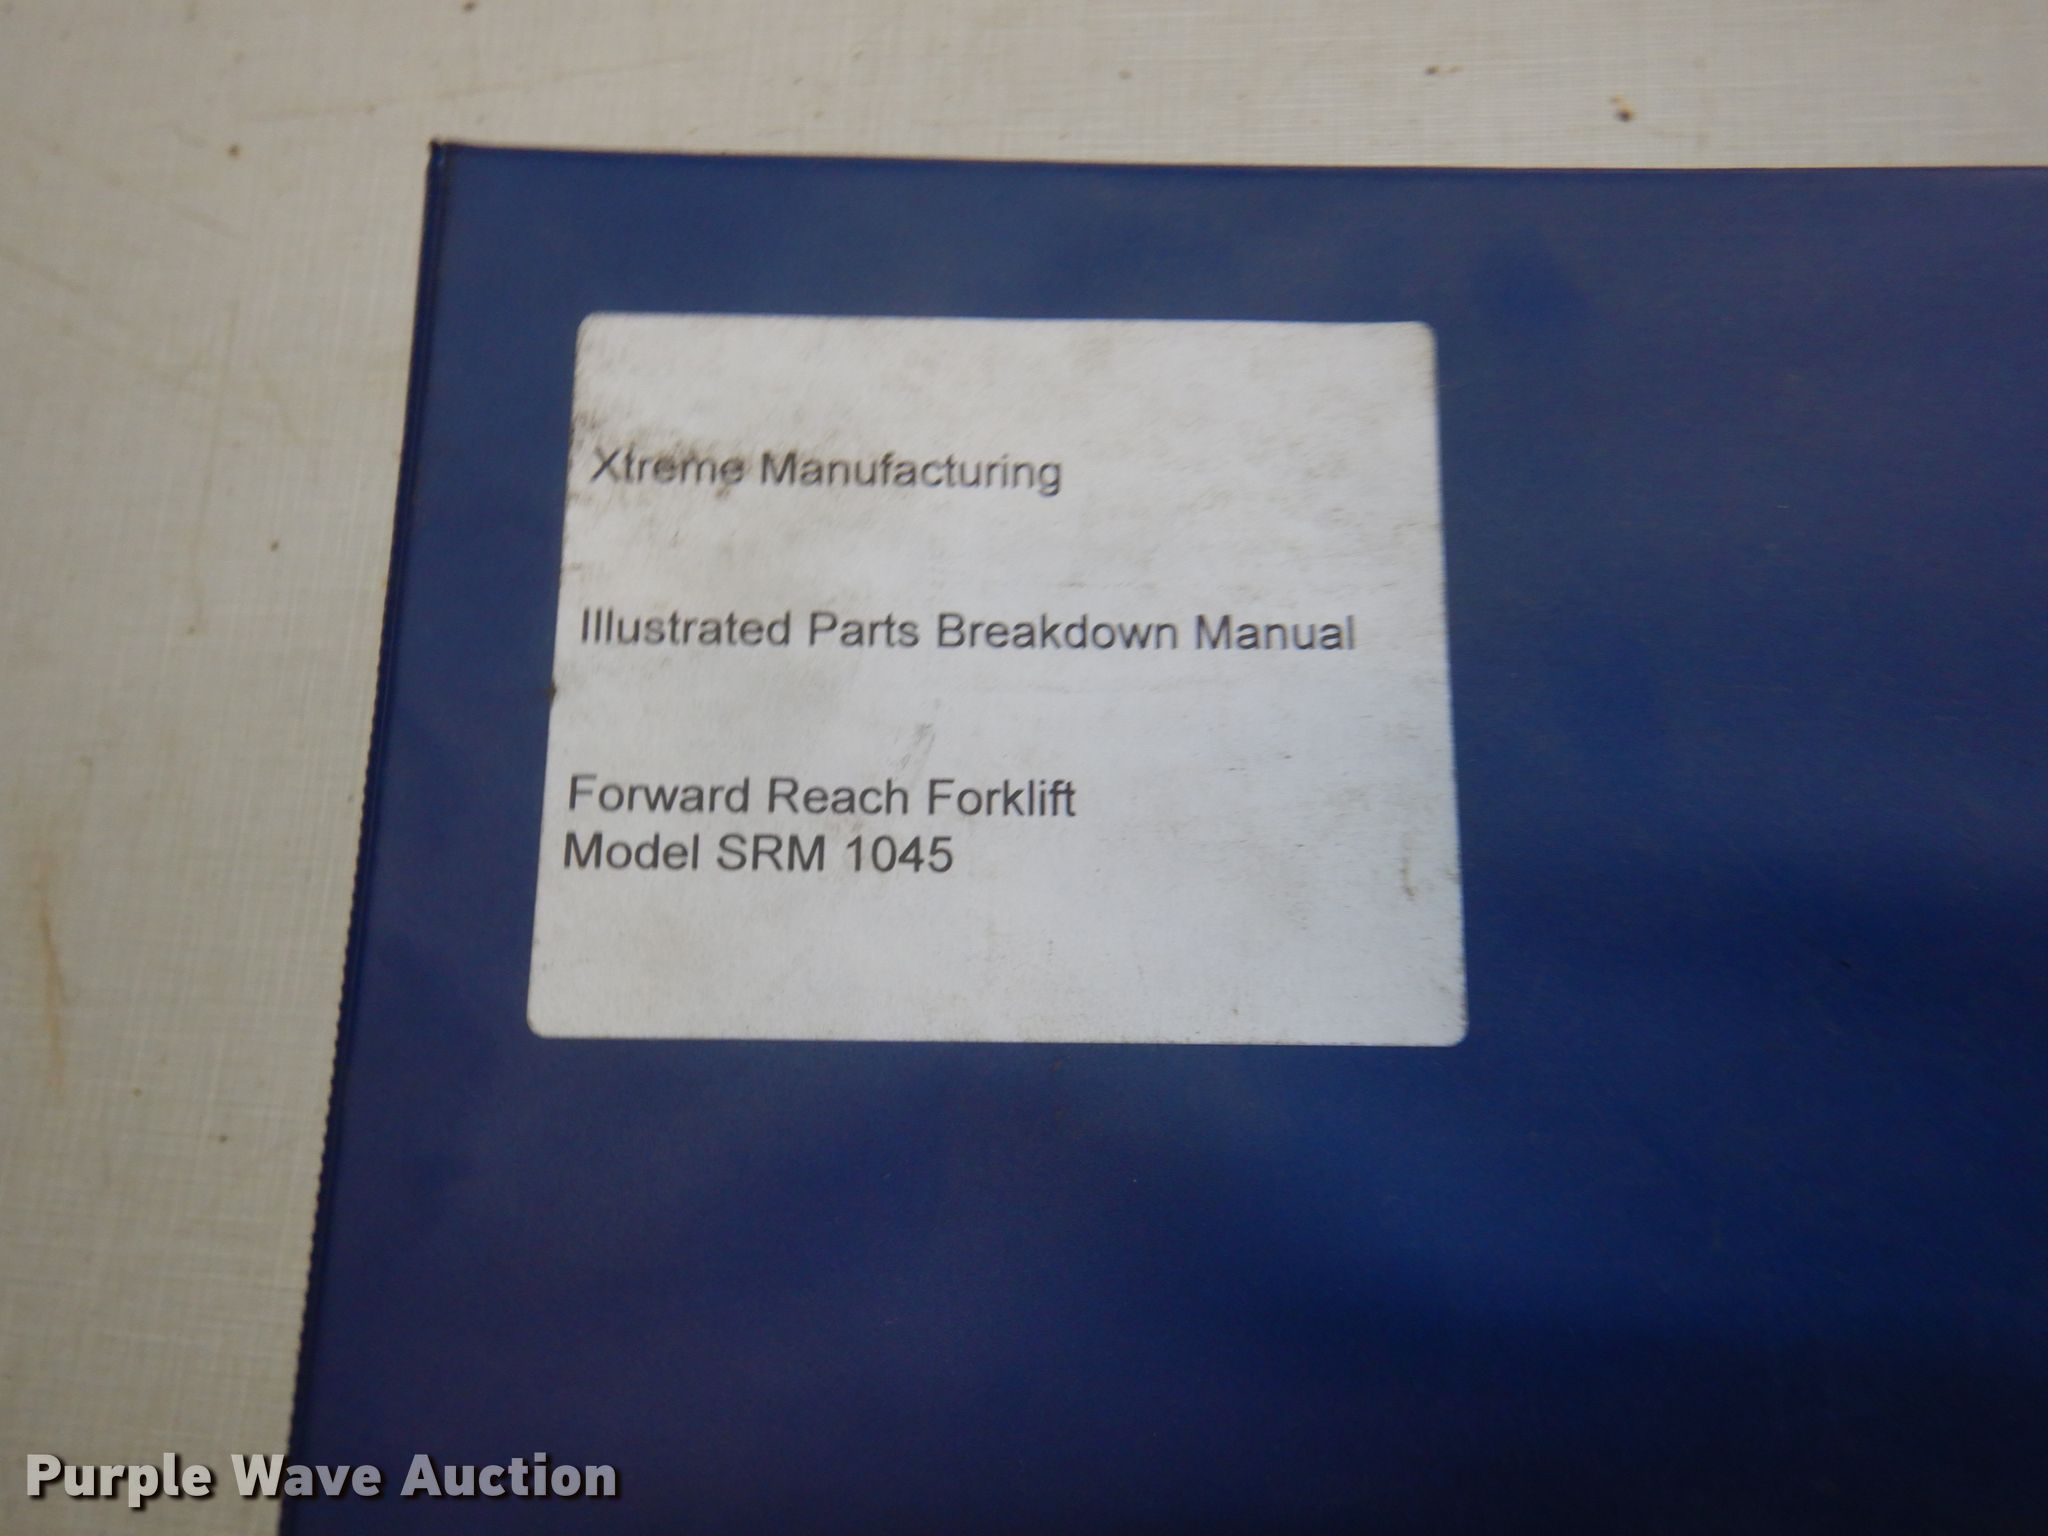 Xtreme Manufacturing
Illustrated Parts Breakdown Manual
Forward Reach Forklift
Model SRM 1045
Purple Wave Auction